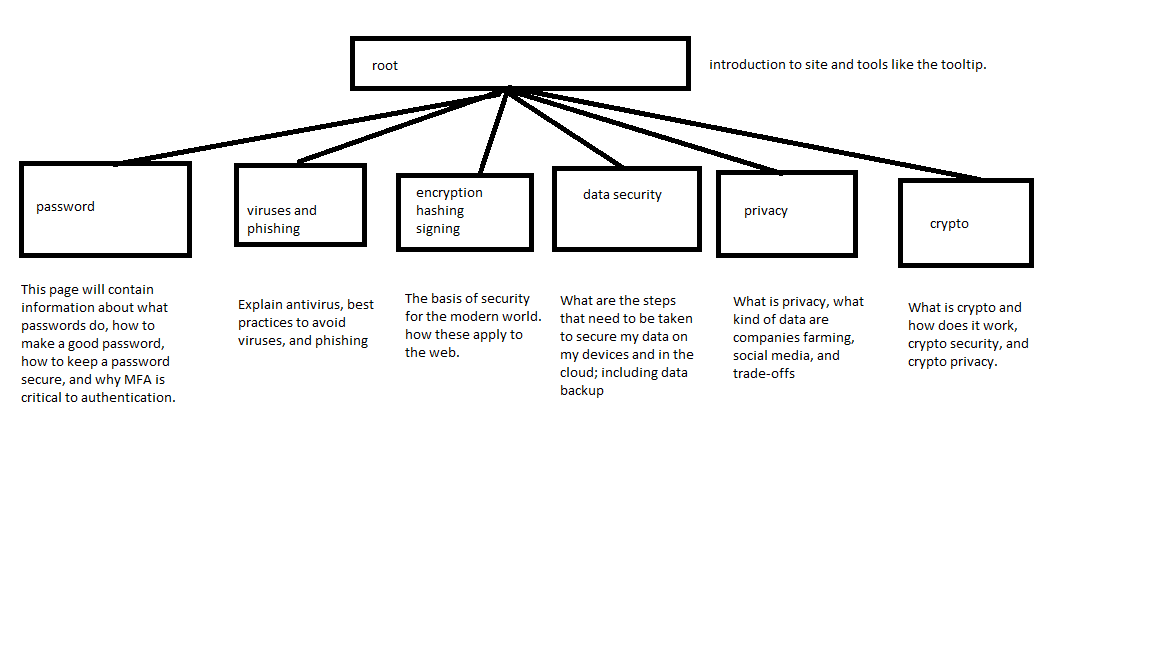 root
introduction to site and tools like the tooltip.
password
viruses and
phishing
encryption
hashing
signing
data security
privacy
crypto
This page will contain
information about what
passwords do, how to
make a good password,
how to keep a password
secure, and why MFA is
critical to authentication.
Explain antivirus, best
practices to avoid
viruses, and phishing
The basis of security
for the modern world.
how these apply to
the web.
What are the steps
that need to be taken
to secure my data on
my devices and in the
cloud; including data
backup
What is privacy, what
kind of data are
companies farming,
social media, and
trade-offs
What is crypto and
how does it work,
crypto security, and
crypto privacy.